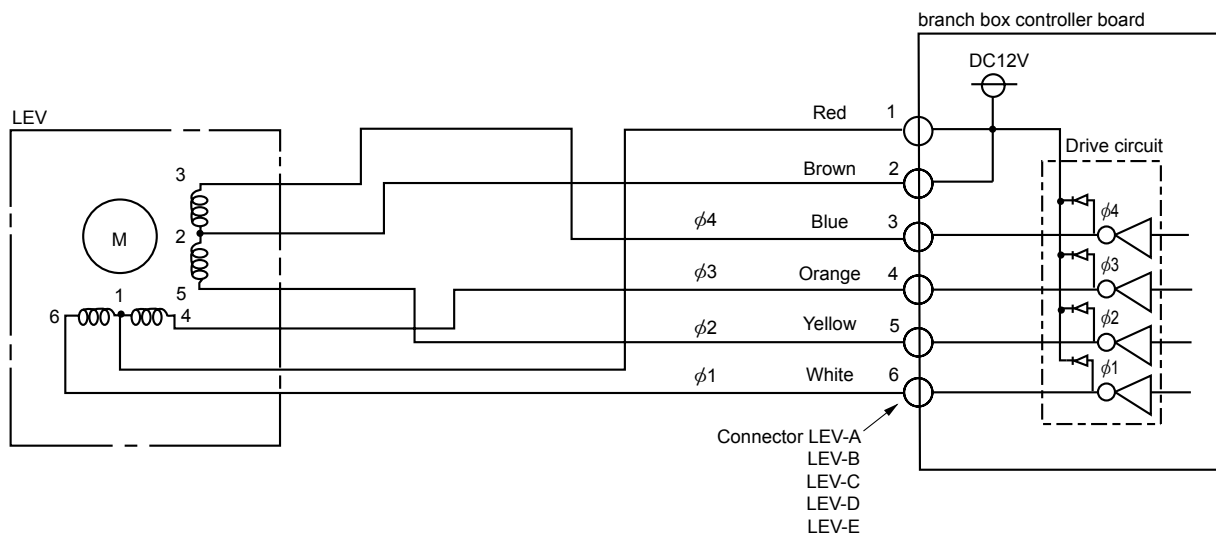 branch box controller board
DC12V
LEV
Red 1
Drive circuit
3
Brown 2
ϕ4
ϕ4 Blue 3
2
M
ϕ3
ϕ3 Orange 4
1 5
6 4
ϕ2
ϕ2 Yellow 5
ϕ1
ϕ1 White 6
Connector LEV-A
LEV-B
LEV-C
LEV-D
LEV-E